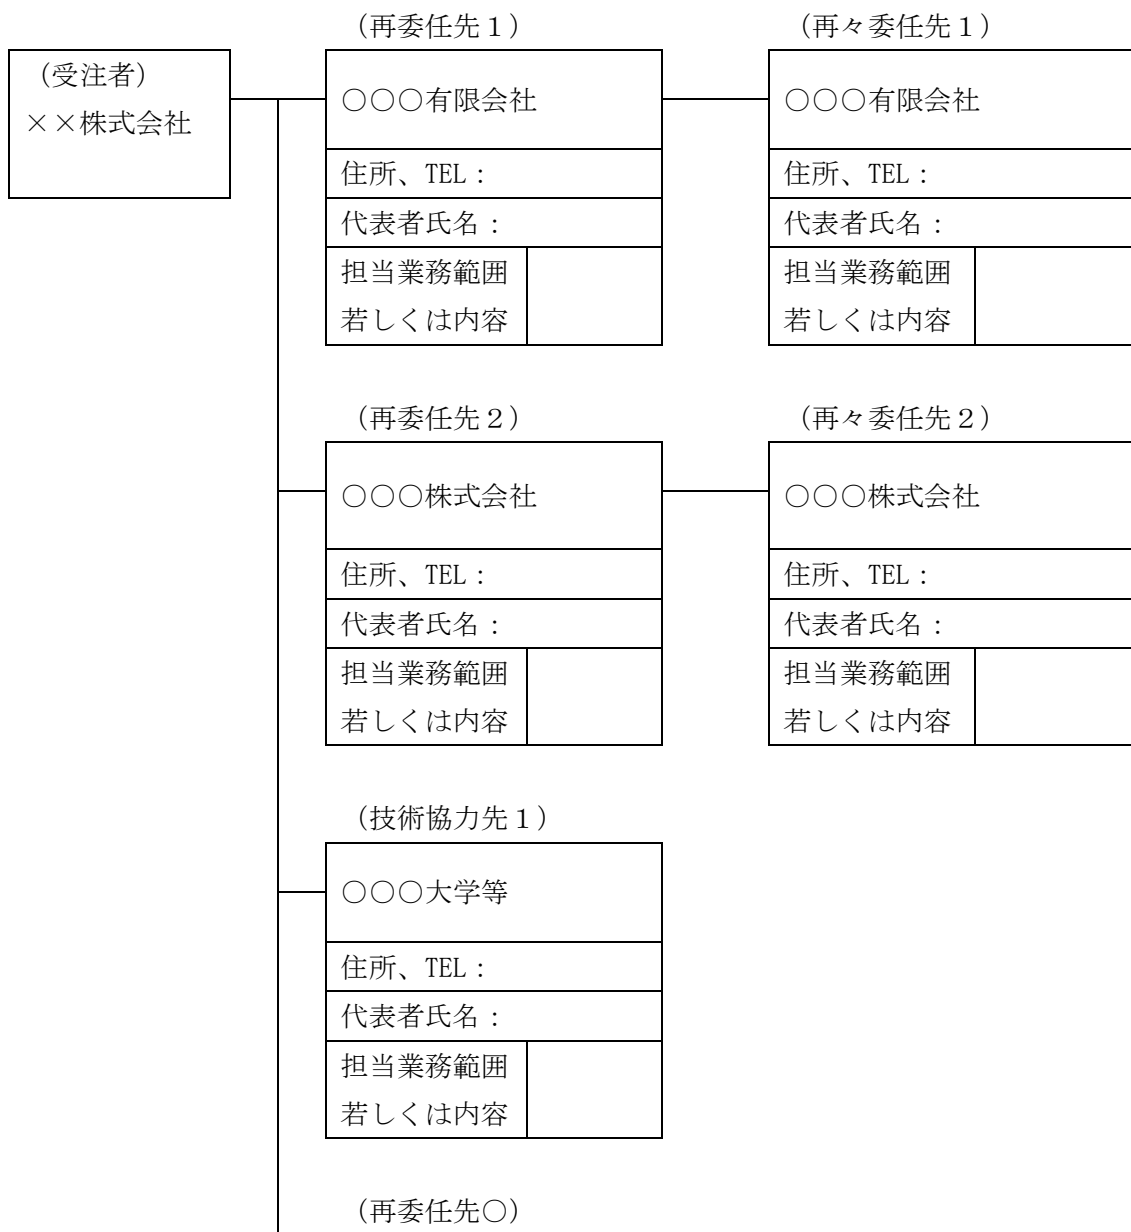 （受注者）
××株式会社
（再委任先１）
○○○有限会社
住所、TEL：
代表者氏名：
担当業務範囲
若しくは内容
（再々委任先１）
○○○有限会社
住所、TEL：
代表者氏名：
担当業務範囲
若しくは内容
（再委任先２）
○○○株式会社
住所、TEL：
代表者氏名：
担当業務範囲
若しくは内容
（再々委任先２）
○○○株式会社
住所、TEL：
代表者氏名：
担当業務範囲
若しくは内容
（技術協力先１）
○○○大学等
住所、TEL：
代表者氏名：
担当業務範囲
若しくは内容
（再委任先○）